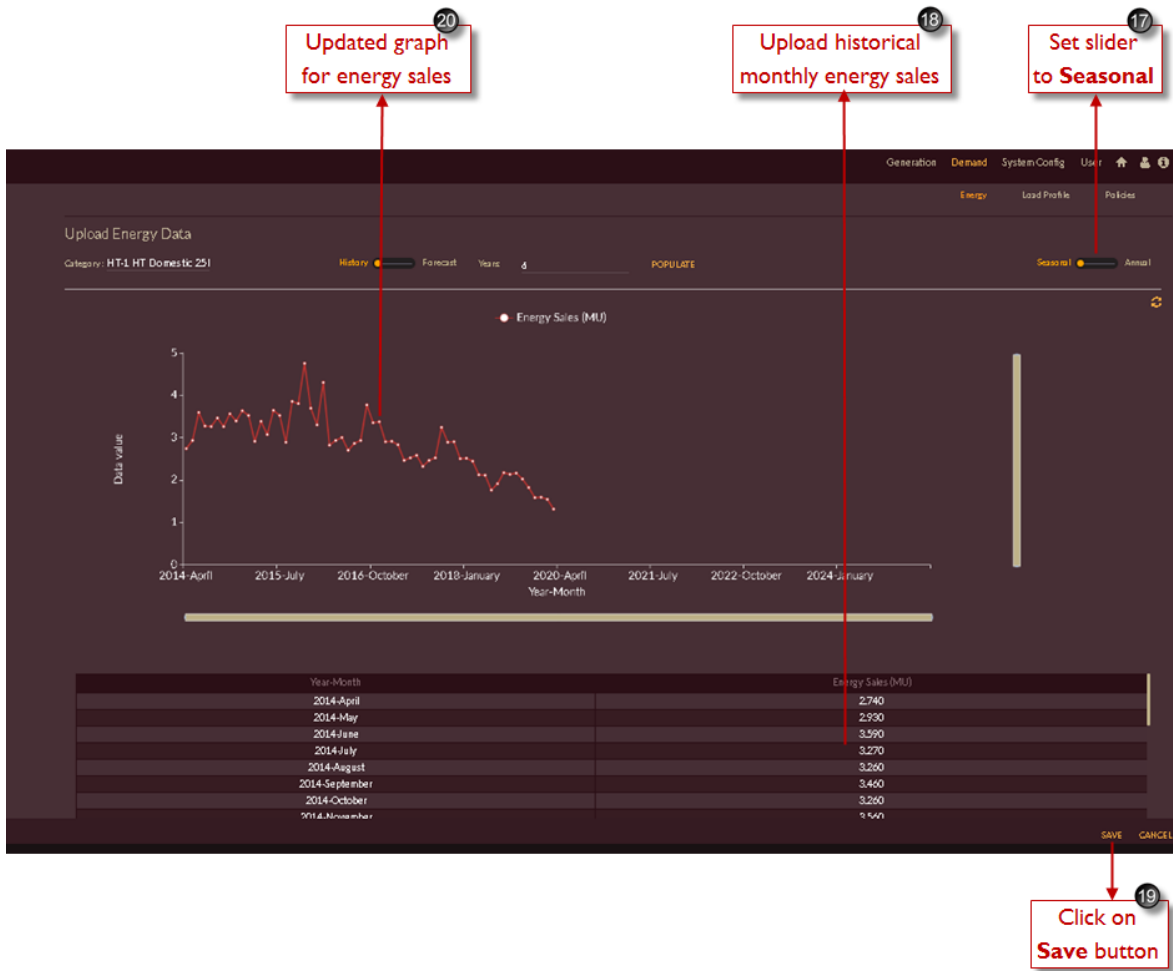 20
Updated graph
for energy sales
18
Upload historical
monthly energy sales
17
Set slider
to Seasonal
Generation Demand System Config User
Energy Load Profile Policies
Upload Energy Data
Category: HT-1 HT Domestic 251 History Forecast Years 6 POPULATE Seasonal Annual
Energy Sales (MU)
5
4
3
2
1
0
Data value
2014-April 2015-July 2016-October 2018-January 2020-April 2021-July 2022-October 2024-January
Year-Month
Year-Month Energy Sales (MU)
2014-April 2.740
2014-May 2.930
2014-June 3.590
2014-July 3.270
2014-August 3.260
2014-September 3.460
2014-October 3.260
2014-November 3.560
SAVE CANCEL
19
Click on
Save button